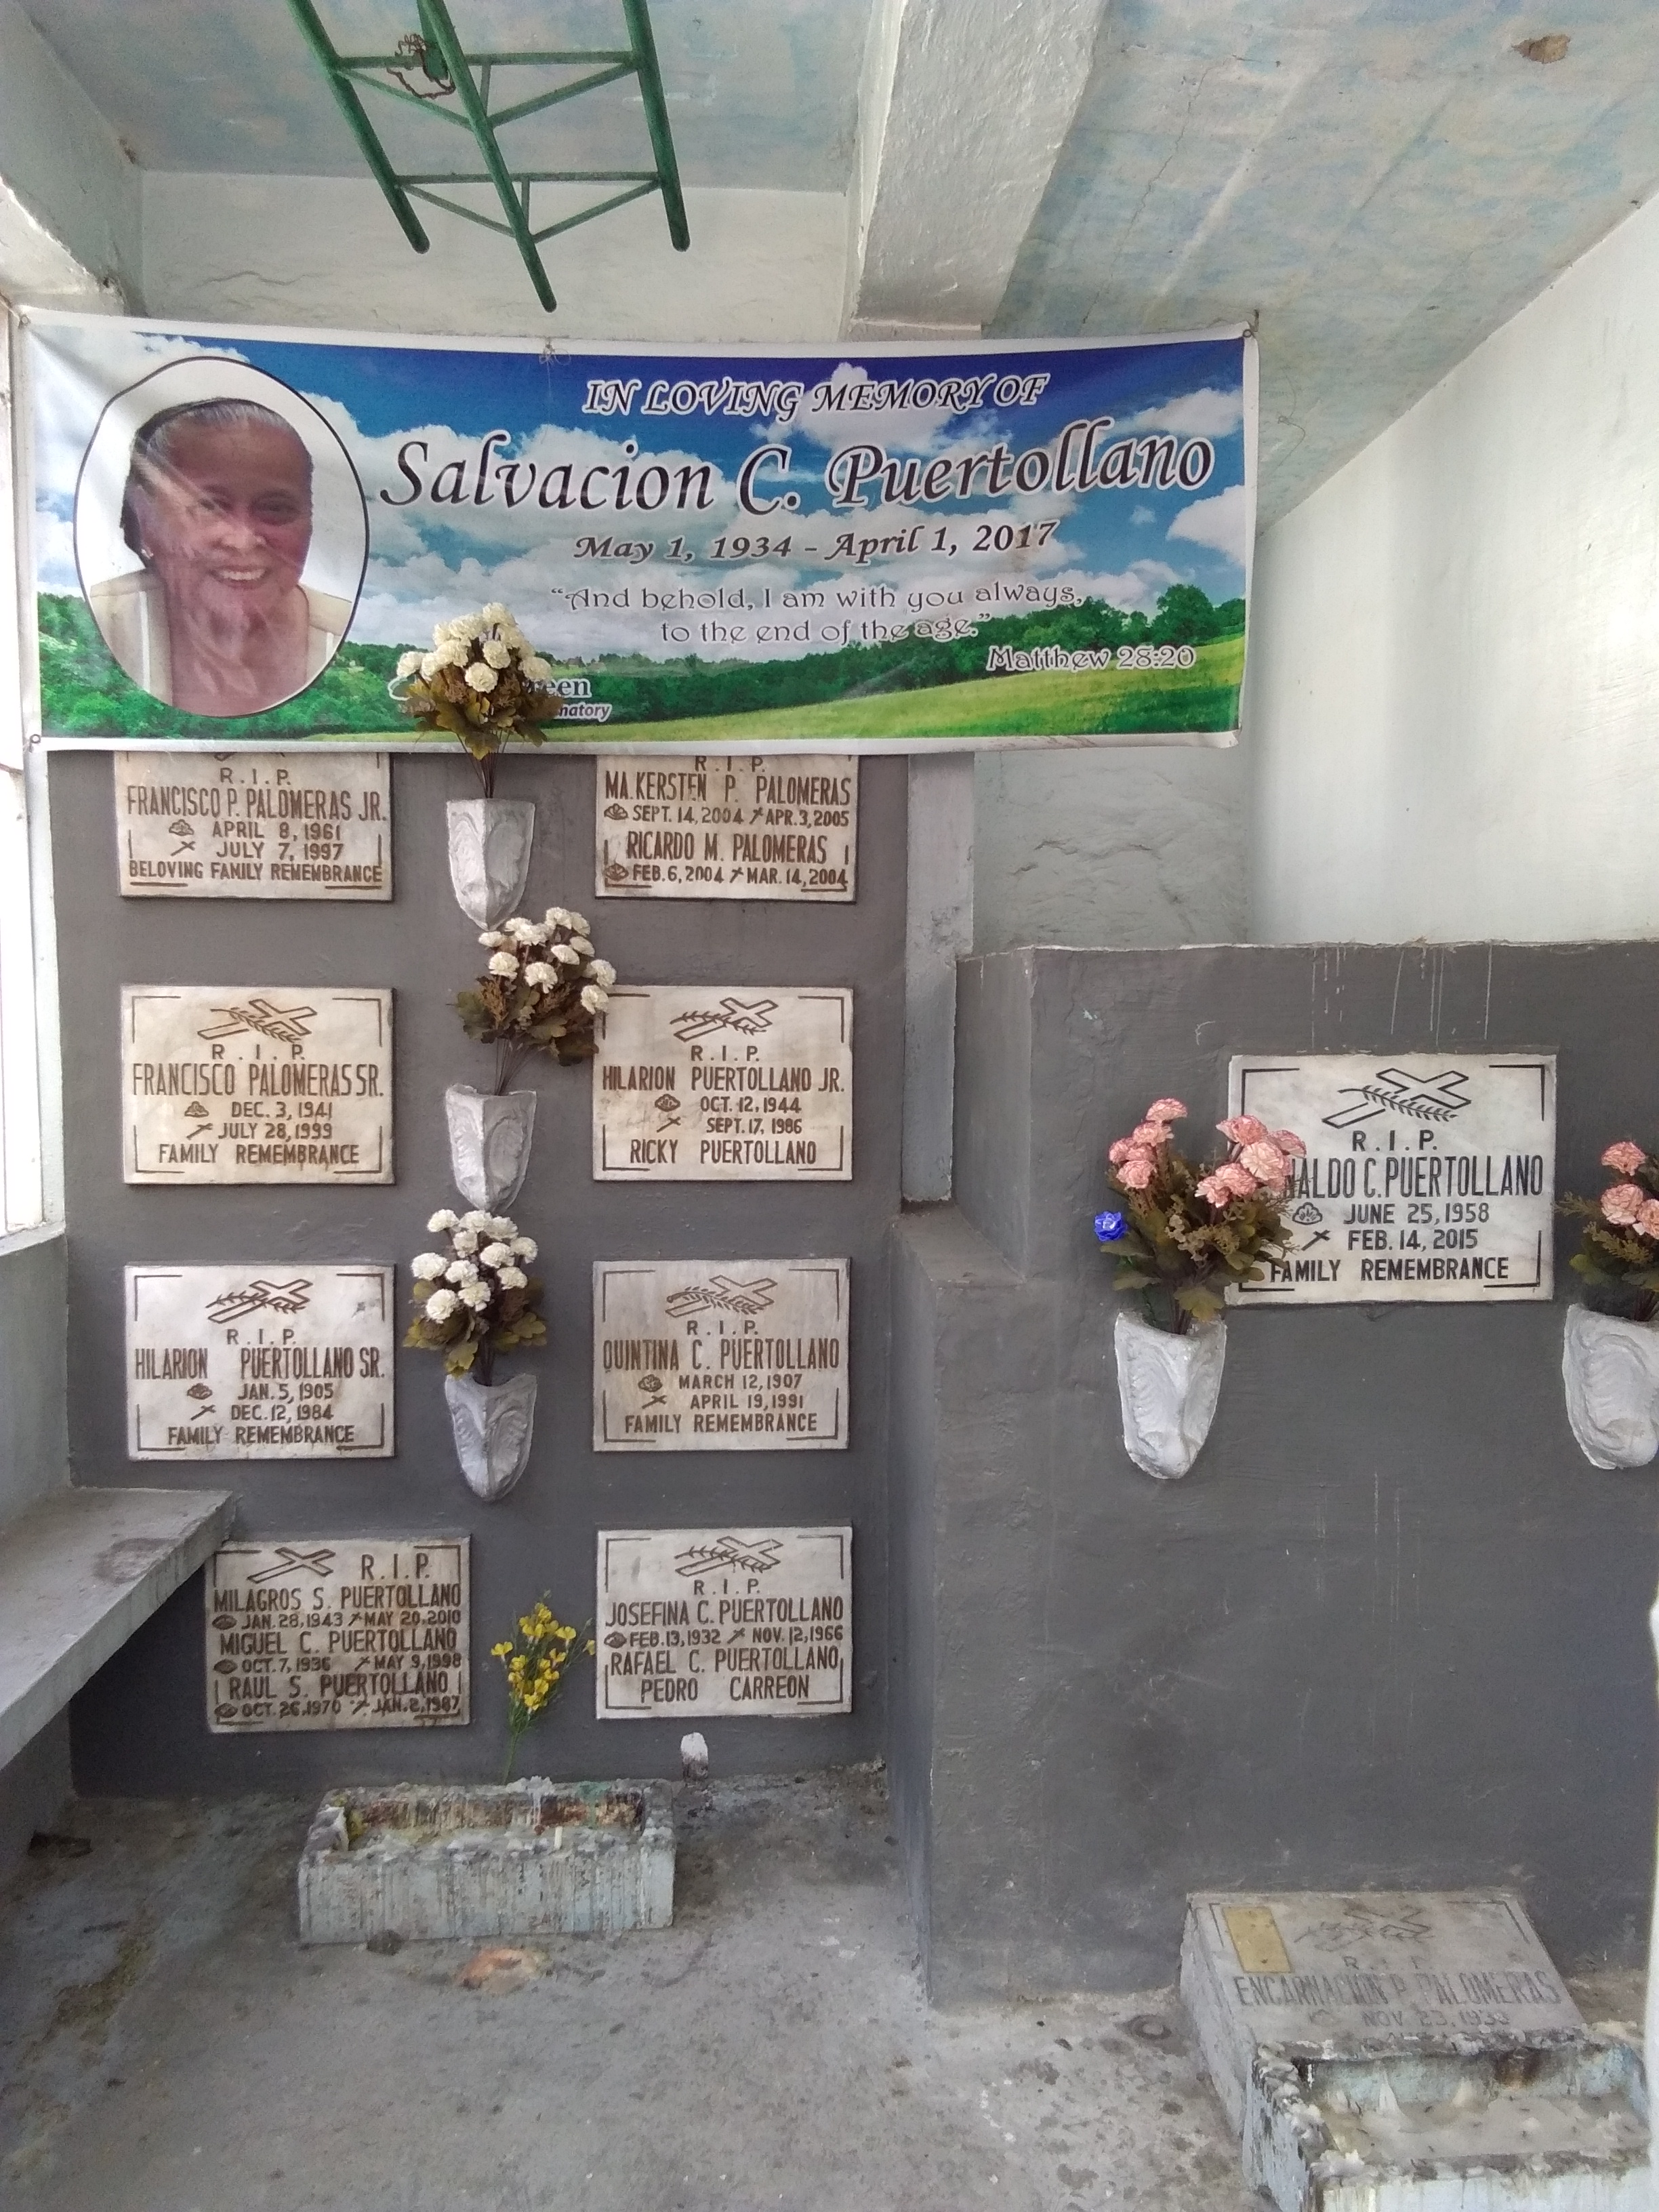 IN LOVING MEMORY OF
Salvacion C. Puertollano
May 1, 1934 - April 1, 2017
"And behold, I am with you always,
to the end of the age."
Matthew 28:20
R.I.P.
FRANCISCO P. PALOMERAS JR.
APRIL 8, 1961
JULY 7, 1997
BELOVING FAMILY REMEMBRANCE
R.I.P.
MA.KERSTEN P. PALOMERAS
SEPT. 14, 2004 APR. 3, 2005
RICARDO M. PALOMERAS
FEB. 6, 2004 MAR. 14, 2004
R.I.P.
FRANCISCO PALOMERAS SR.
DEC. 3, 1941
JULY 28, 1999
FAMILY REMEMBRANCE
R.I.P.
HILARION PUERTOLLANO JR.
OCT. 12, 1944
SEPT. 17, 1986
RICKY PUERTOLLANO
R.I.P.
HILARION PUERTOLLANO SR.
JAN. 5, 1905
DEC. 12, 1984
FAMILY REMEMBRANCE
R.I.P.
QUINTINA C. PUERTOLLANO
MARCH 12, 1907
APRIL 19, 1991
FAMILY REMEMBRANCE
R.I.P.
MILAGROS S. PUERTOLLANO
JAN. 28, 1943 MAY 20, 2010
MIGUEL C. PUERTOLLANO
OCT. 7, 1936 MAY 9, 1998
RAUL S. PUERTOLLANO
OCT. 26, 1970 JAN. 2, 1987
R.I.P.
JOSEFINA C. PUERTOLLANO
FEB. 13, 1932 NOV. 12, 1966
RAFAEL C. PUERTOLLANO
PEDRO CARREON
R.I.P.
C. PUERTOLLANO
JUNE 25, 1958
FEB. 14, 2015
FAMILY REMEMBRANCE
R.I.P.
ENCARNACION P. PALOMERAS
NOV 23, 1933